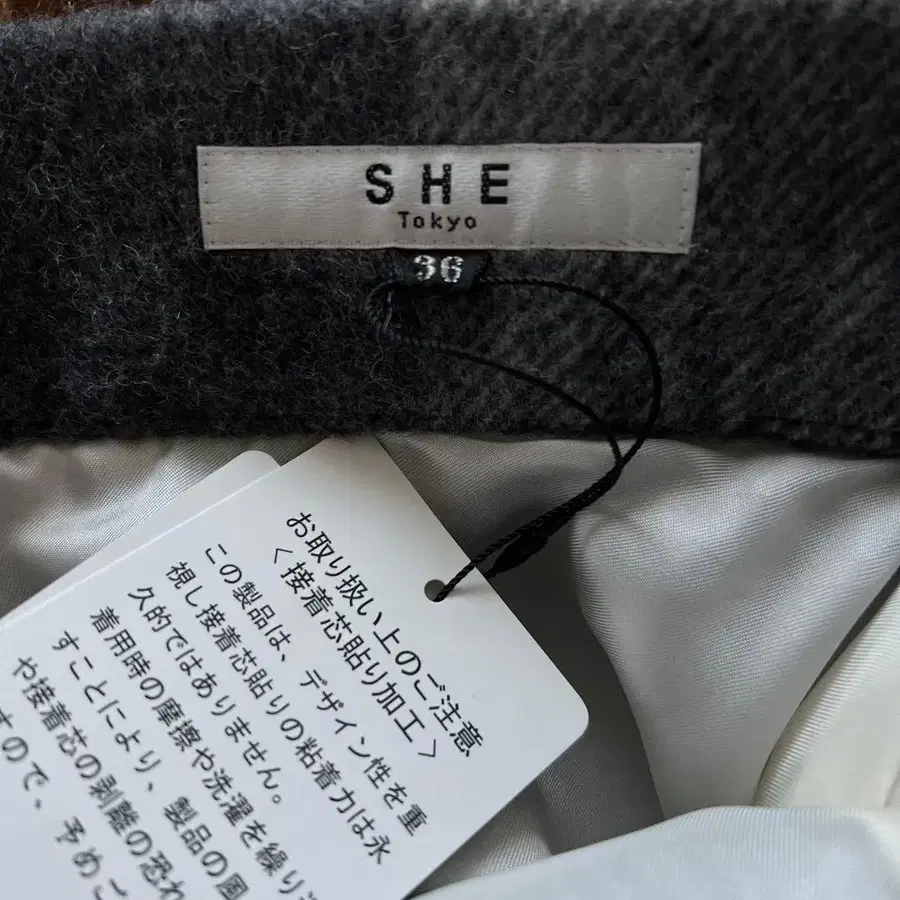 SHE
Tokyo
36
お取り扱い上のご注意
〈接着芯貼り加工〉
この製品は、デザイン性を重
視し接着芯貼りの粘着力は永
久的ではありません。
着用時の摩擦や洗濯を繰り
すことにより、製品の風
や接着芯の剥離の恐れ
すので、予めご